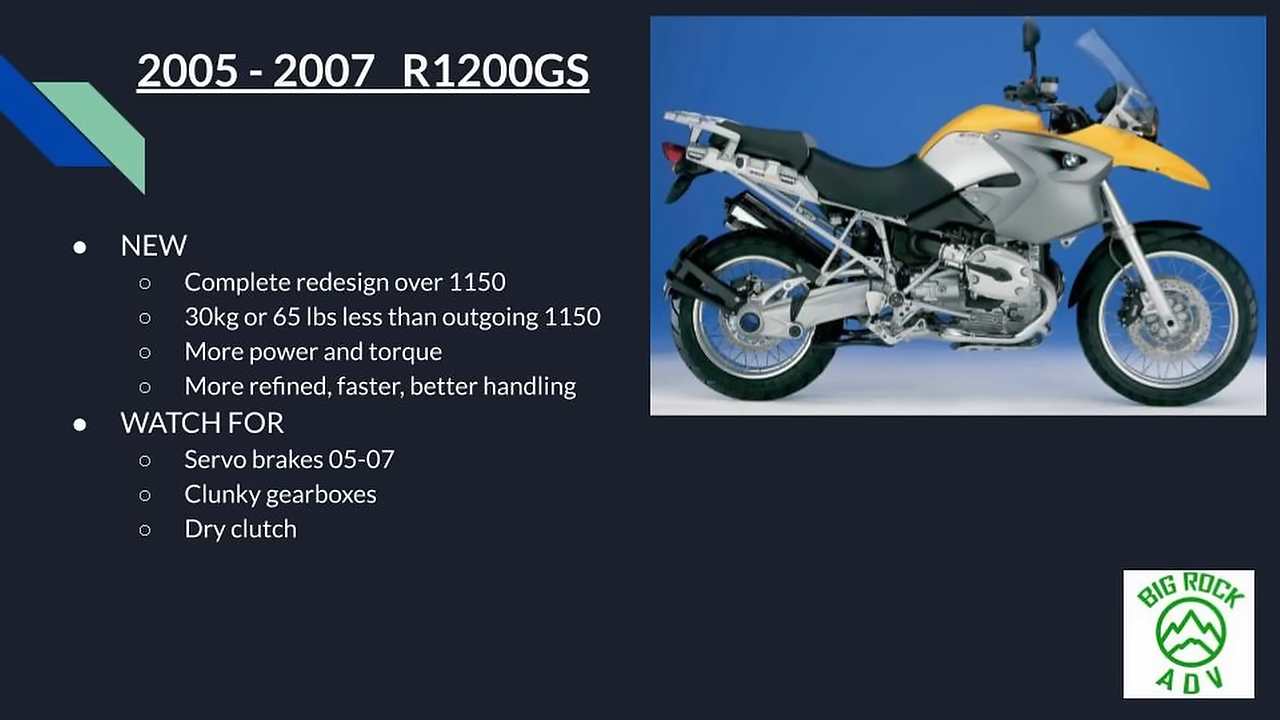 2005 - 2007 R1200GS
● NEW
○ Complete redesign over 1150
○ 30kg or 65 lbs less than outgoing 1150
○ More power and torque
○ More refined, faster, better handling
● WATCH FOR
○ Servo brakes 05-07
○ Clunky gearboxes
○ Dry clutch
BIG ROCK
ADV